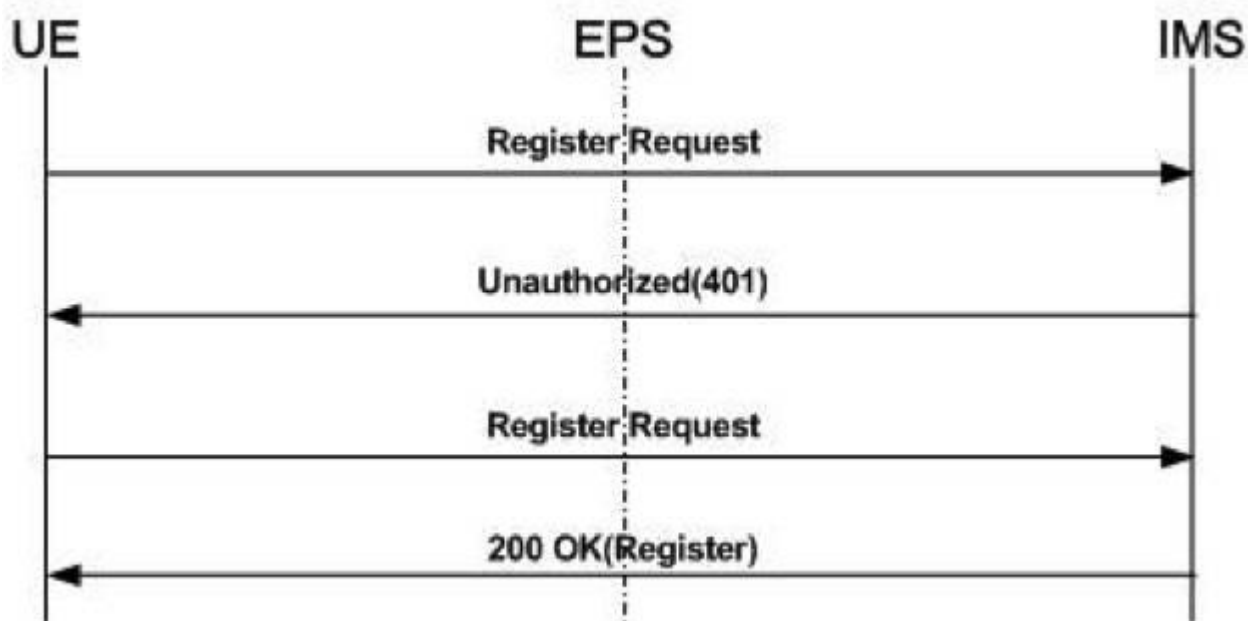 UE EPS IMS
Register Request
Unauthorized(401)
Register Request
200 OK(Register)